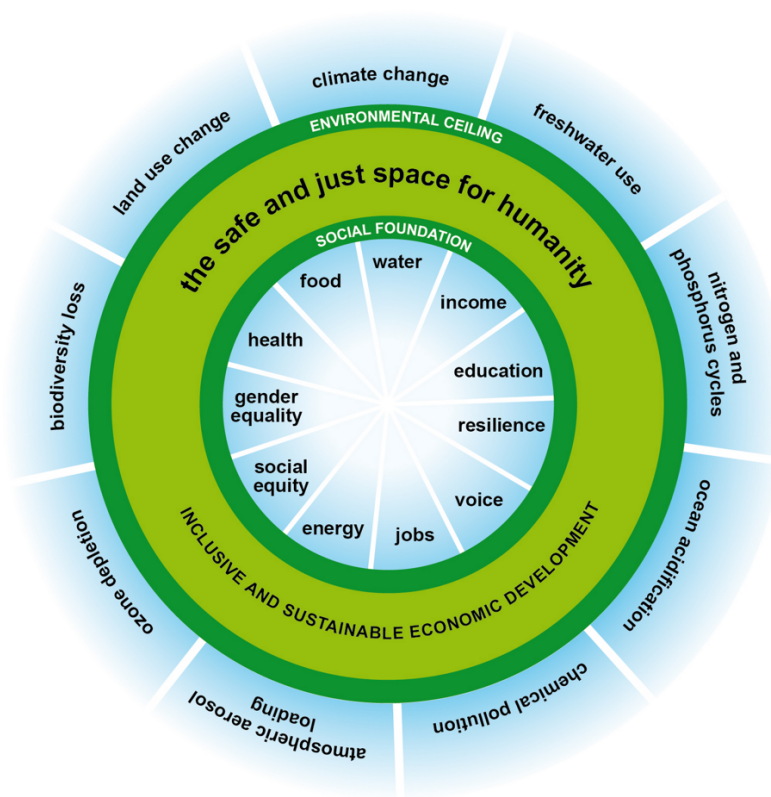 climate change
freshwater use
nitrogen and
phosphorus cycles
ocean acidification
chemical pollution
atmospheric aerosol
loading
ozone depletion
biodiversity loss
land use change
ENVIRONMENTAL CEILING
the safe and just space for humanity
SOCIAL FOUNDATION
water
income
education
resilience
voice
jobs
energy
social
equity
gender
equality
health
food
INCLUSIVE AND SUSTAINABLE ECONOMIC DEVELOPMENT